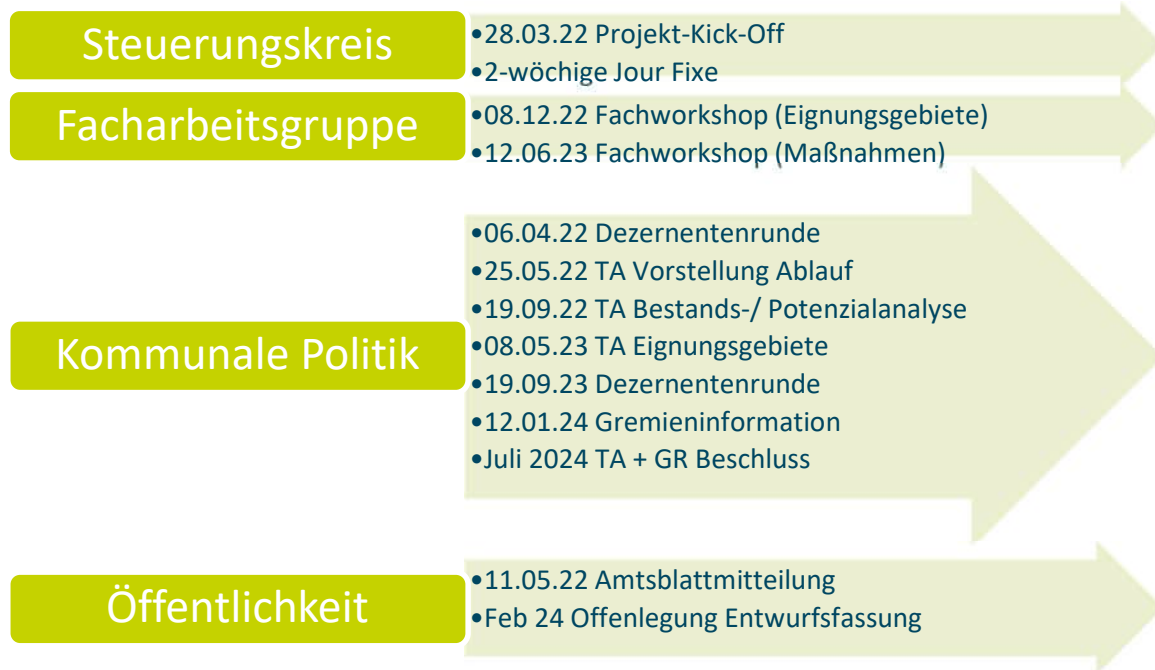 Steuerungskreis
•28.03.22 Projekt-Kick-Off
•2-wöchige Jour Fixe
Facharbeitsgruppe
•08.12.22 Fachworkshop (Eignungsgebiete)
•12.06.23 Fachworkshop (Maßnahmen)
Kommunale Politik
•06.04.22 Dezernentenrunde
•25.05.22 TA Vorstellung Ablauf
•19.09.22 TA Bestands-/ Potenzialanalyse
•08.05.23 TA Eignungsgebiete
•19.09.23 Dezernentenrunde
•12.01.24 Gremieninformation
•Juli 2024 TA + GR Beschluss
Öffentlichkeit
•11.05.22 Amtsblattmitteilung
•Feb 24 Offenlegung Entwurfsfassung